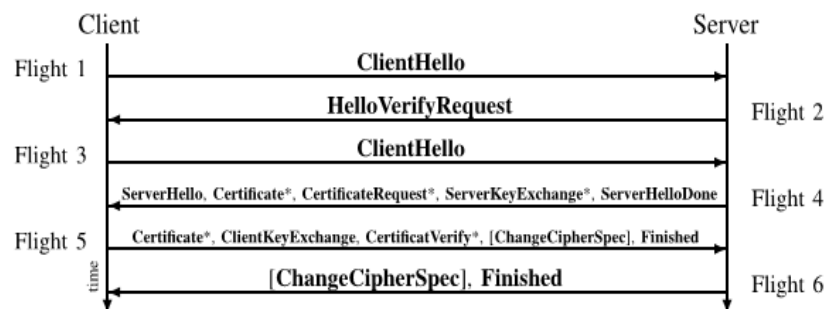 Client Server
Flight 1 ClientHello
HelloVerifyRequest Flight 2
Flight 3 ClientHello
ServerHello, Certificate*, CertificateRequest*, ServerKeyExchange*, ServerHelloDone Flight 4
Flight 5 Certificate*, ClientKeyExchange, CertificatVerify*, [ChangeCipherSpec], Finished
time [ChangeCipherSpec], Finished Flight 6